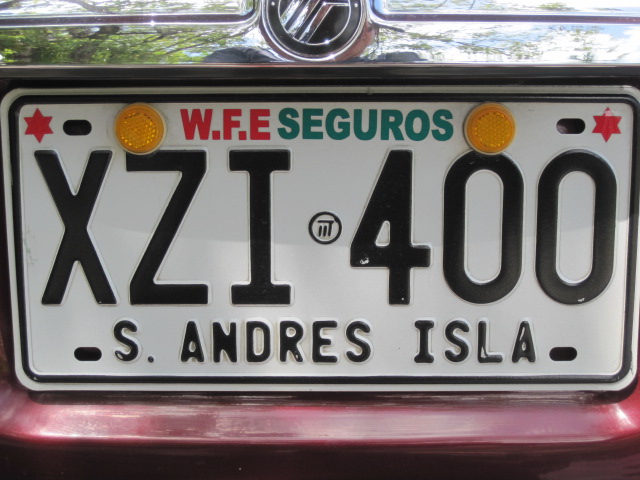 W.F.E SEGUROS
XZI 400
S. ANDRES ISLA